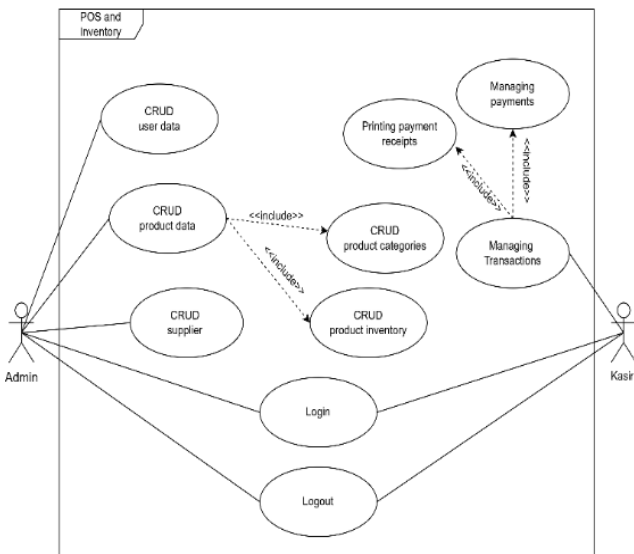 POS and
Inventory
Managing
payments
CRUD
user data
Printing payment
receipts
<<include>>
<<include>>
CRUD
product data
<<include>>
CRUD
product categories
Managing
Transactions
<<include>>
CRUD
supplier
CRUD
product inventory
Admin
Kasir
Login
Logout